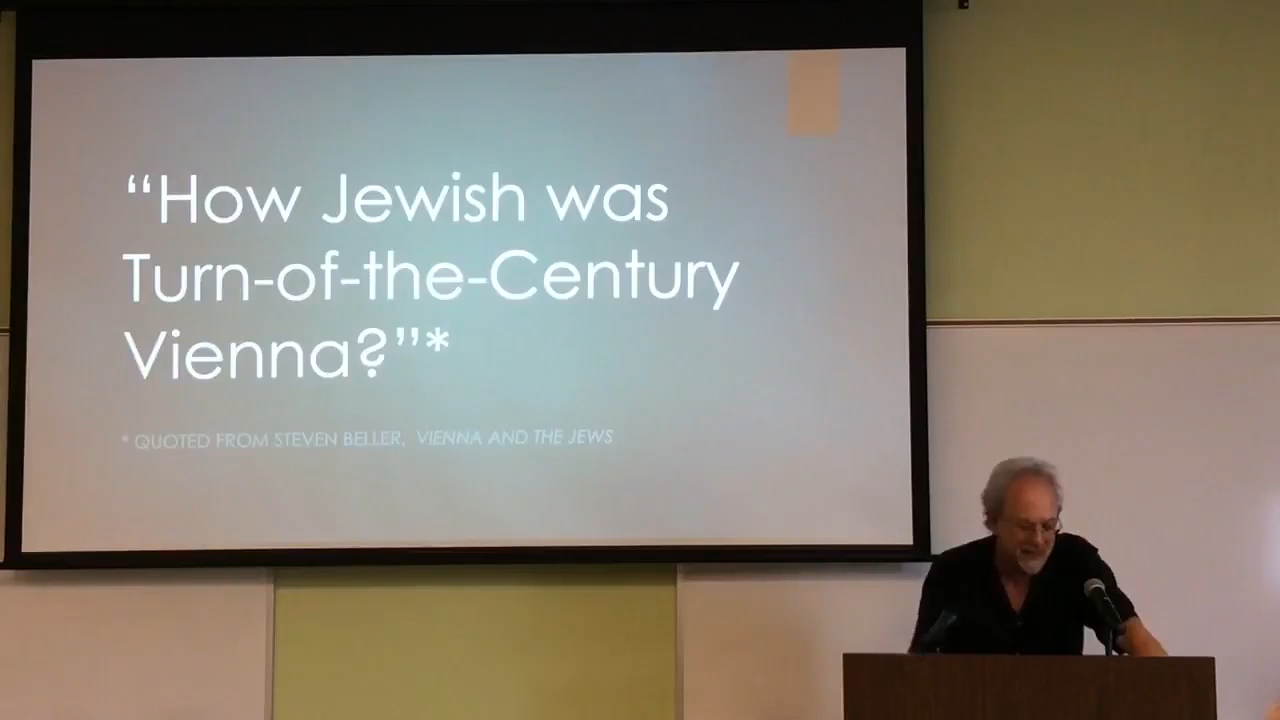 “How Jewish was
Turn-of-the-Century
Vienna?”*
* QUOTED FROM STEVEN BELLER, VIENNA AND THE JEWS